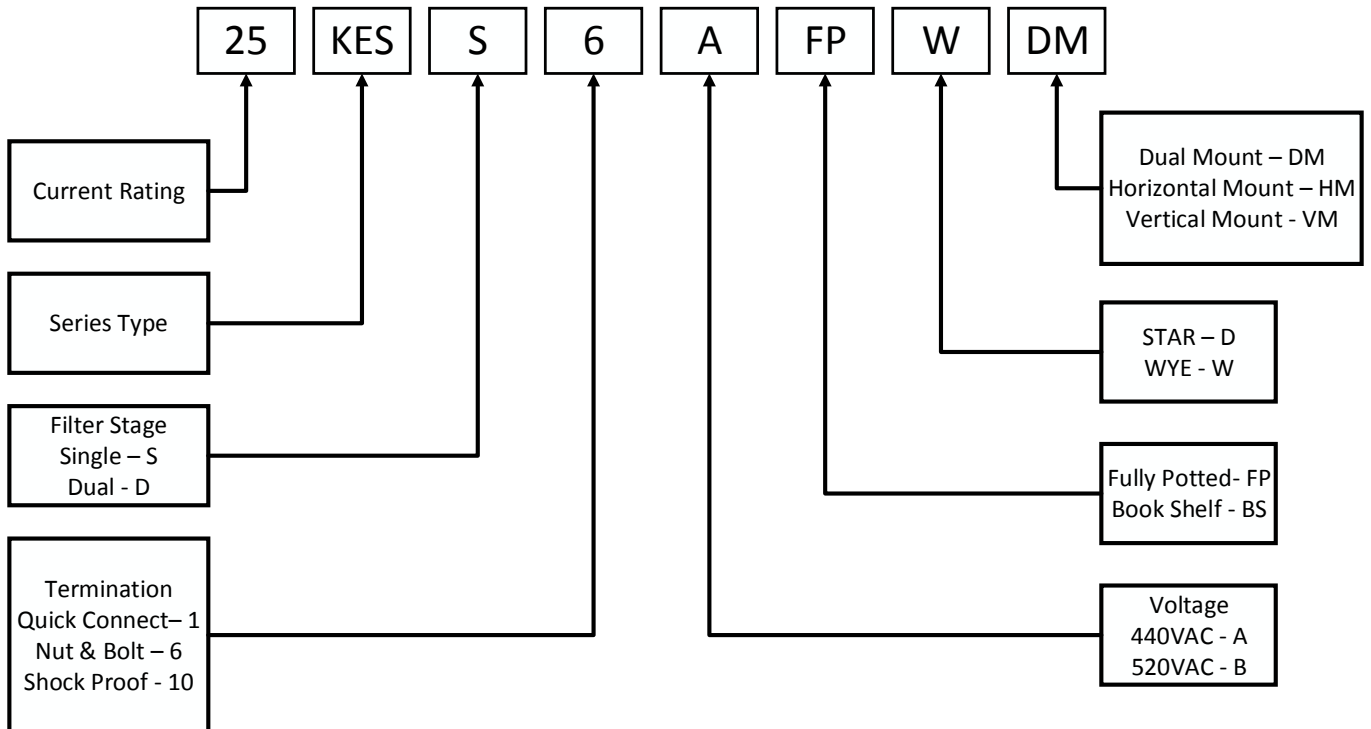 25 KES S 6 A FP W DM
Current Rating
Series Type
Filter Stage
Single – S
Dual - D
Termination
Quick Connect– 1
Nut & Bolt – 6
Shock Proof - 10
Dual Mount – DM
Horizontal Mount – HM
Vertical Mount - VM
STAR – D
WYE - W
Fully Potted- FP
Book Shelf - BS
Voltage
440VAC - A
520VAC - B